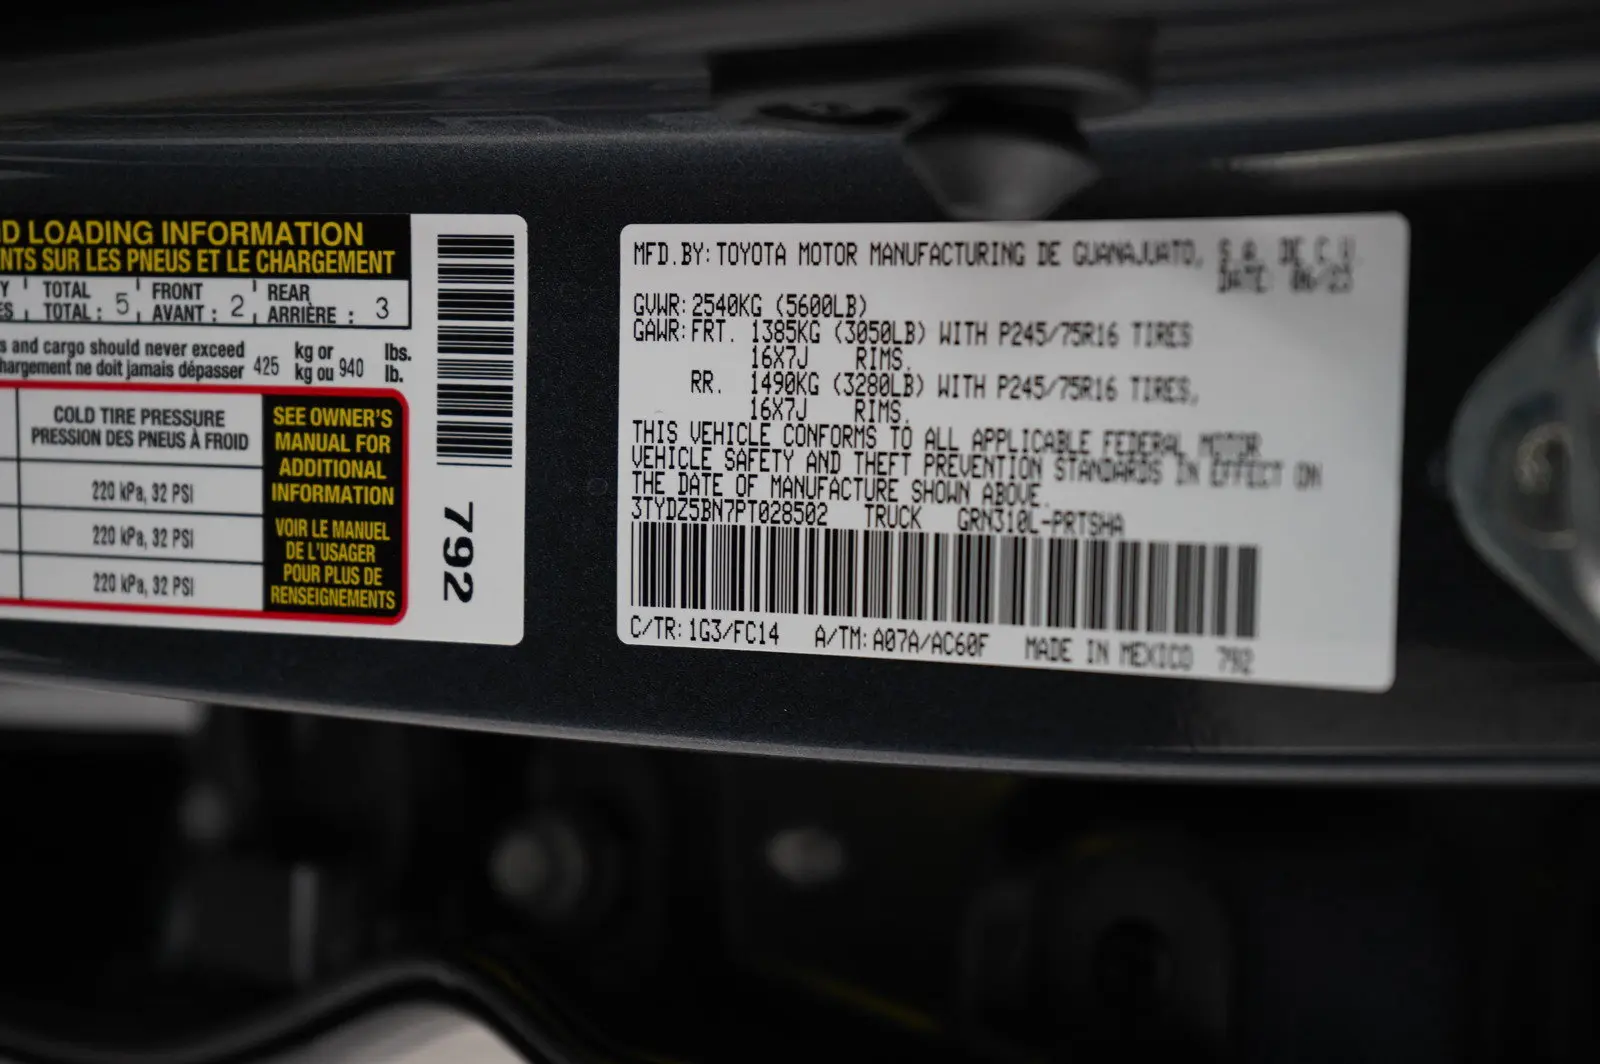 D LOADING INFORMATION
NTS SUR LES PNEUS ET LE CHARGEMENT
Y TOTAL FRONT REAR
ES TOTAL : 5 AVANT : 2 ARRIÈRE : 3
s and cargo should never exceed 425 kg or 940 lbs.
hargement ne doit jamais dépasser kg ou lb.
COLD TIRE PRESSURE
PRESSION DES PNEUS À FROID
220 kPa, 32 PSI
220 kPa, 32 PSI
220 kPa, 32 PSI
SEE OWNER'S
MANUAL FOR
ADDITIONAL
INFORMATION
VOIR LE MANUEL
DE L'USAGER
POUR PLUS DE
RENSEIGNEMENTS
792
MFD.BY: TOYOTA MOTOR MANUFACTURING DE GUANAJUATO, S.A. DE C.V.
DATE: 06/23
GVWR: 2540KG (5600LB)
GAWR: FRT. 1385KG (3050LB) WITH P245/75R16 TIRES
16X7J RIMS.
RR. 1490KG (3280LB) WITH P245/75R16 TIRES,
16X7J RIMS.
THIS VEHICLE CONFORMS TO ALL APPLICABLE FEDERAL MOTOR
VEHICLE SAFETY AND THEFT PREVENTION STANDARDS IN EFFECT ON
THE DATE OF MANUFACTURE SHOWN ABOVE.
3TYDZ5BN7PT028502 TRUCK GRN310L-PRTSHA
C/TR: 1G3/FC14 A/TM: A07A/AC60F MADE IN MEXICO 792